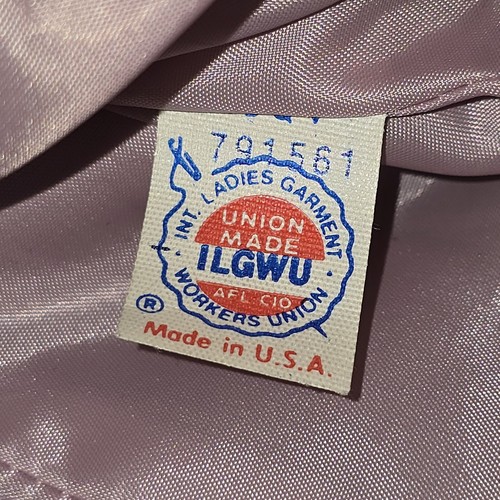 791561
INT. LADIES GARMENT
UNION
MADE
ILGWU
AFL CIO
WORKERS UNION
®
Made in U.S.A.